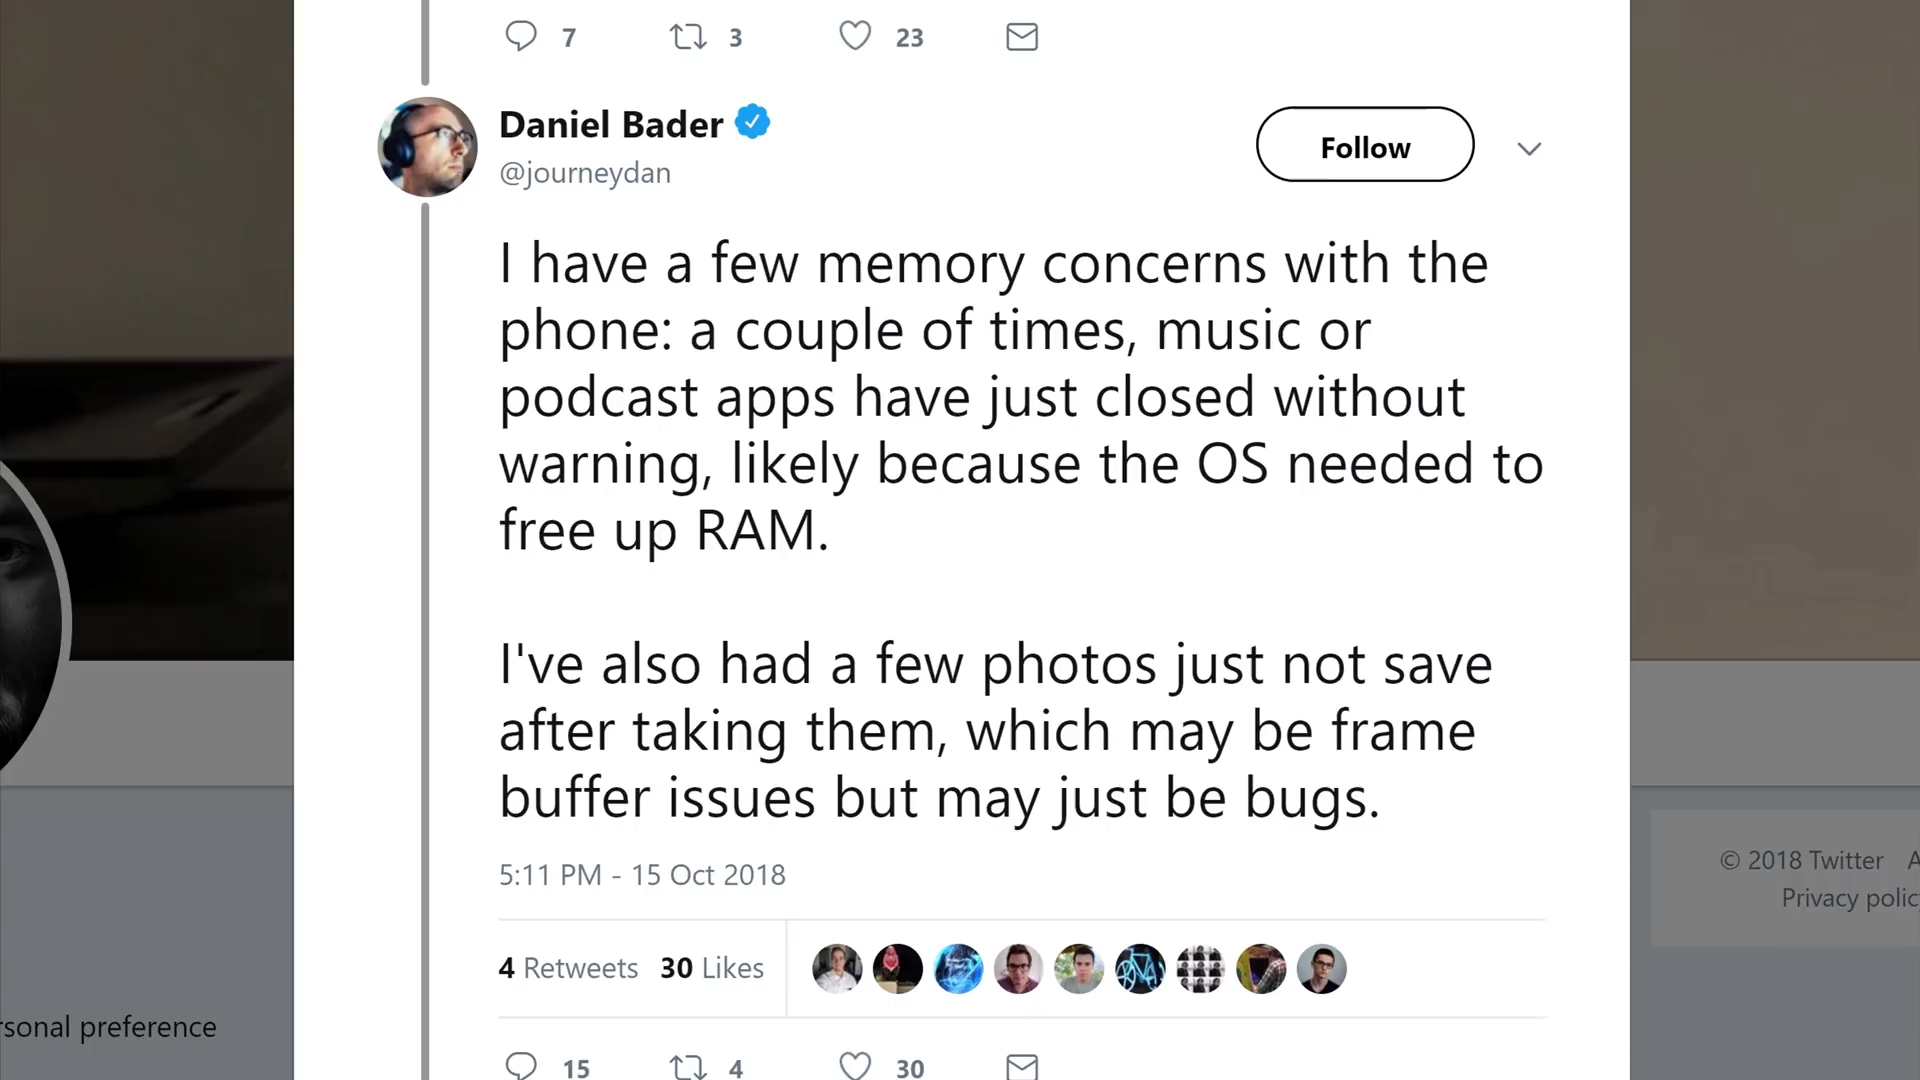 7 3 23
Daniel Bader
@journeydan
Follow
I have a few memory concerns with the
phone: a couple of times, music or
podcast apps have just closed without
warning, likely because the OS needed to
free up RAM.
I've also had a few photos just not save
after taking them, which may be frame
buffer issues but may just be bugs.
5:11 PM - 15 Oct 2018
4 Retweets 30 Likes
15 4 30
© 2018 Twitter
Privacy polic
rsonal preference